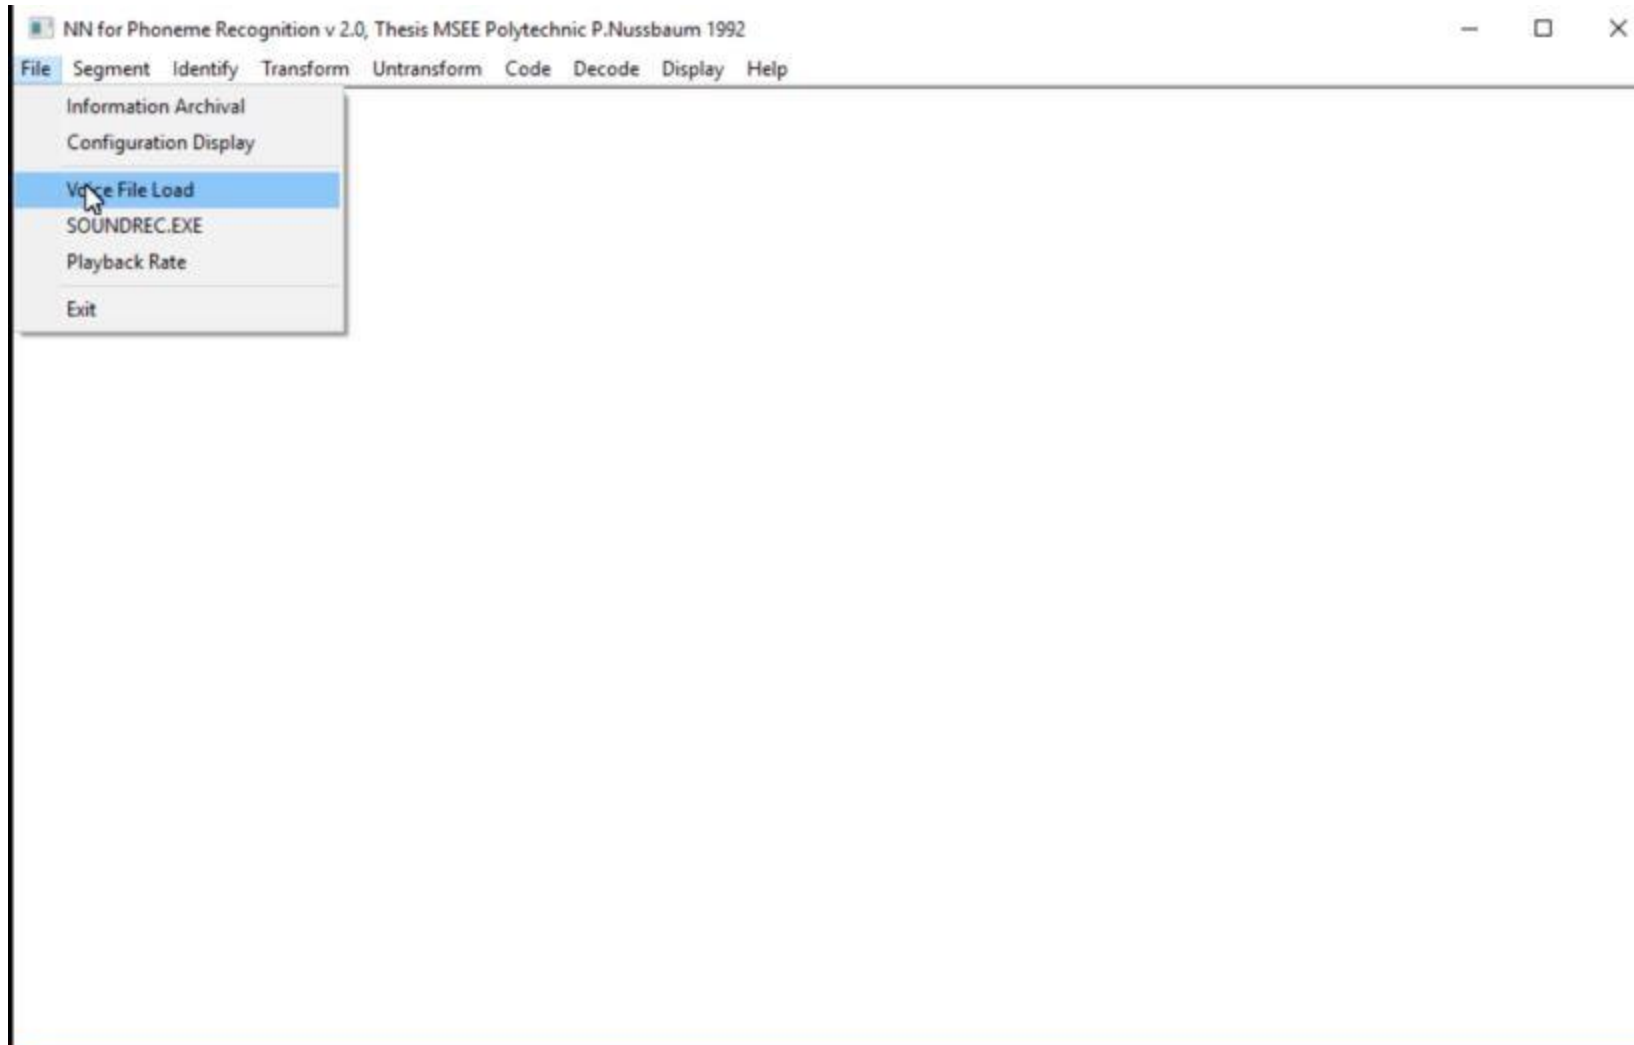 NN for Phoneme Recognition v 2.0, Thesis MSEE Polytechnic P.Nussbaum 1992
File Segment Identify Transform Untransform Code Decode Display Help
Information Archival
Configuration Display
Voice File Load
SOUNDREC.EXE
Playback Rate
Exit